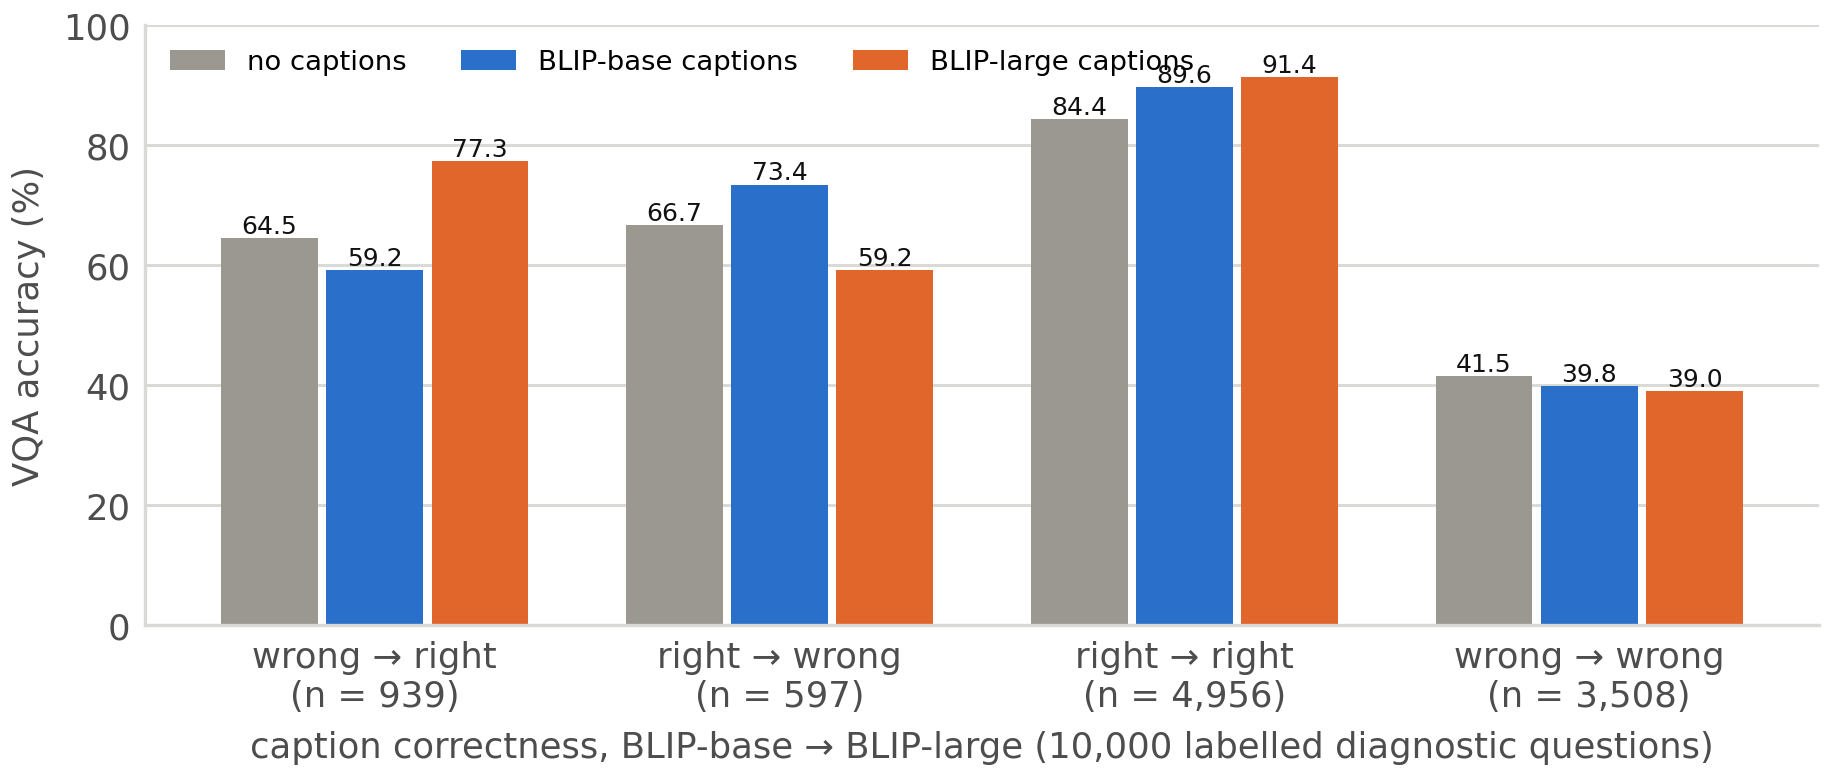 100
no captions
BLIP-base captions
BLIP-large captions
89.6
91.4
84.4
80
77.3
73.4
66.7
64.5
60
59.2
59.2
41.5
40
39.8
39.0
20
0
VQA accuracy (%)
wrong → right
(n = 939)
right → wrong
(n = 597)
right → right
(n = 4,956)
wrong → wrong
(n = 3,508)
caption correctness, BLIP-base → BLIP-large (10,000 labelled diagnostic questions)